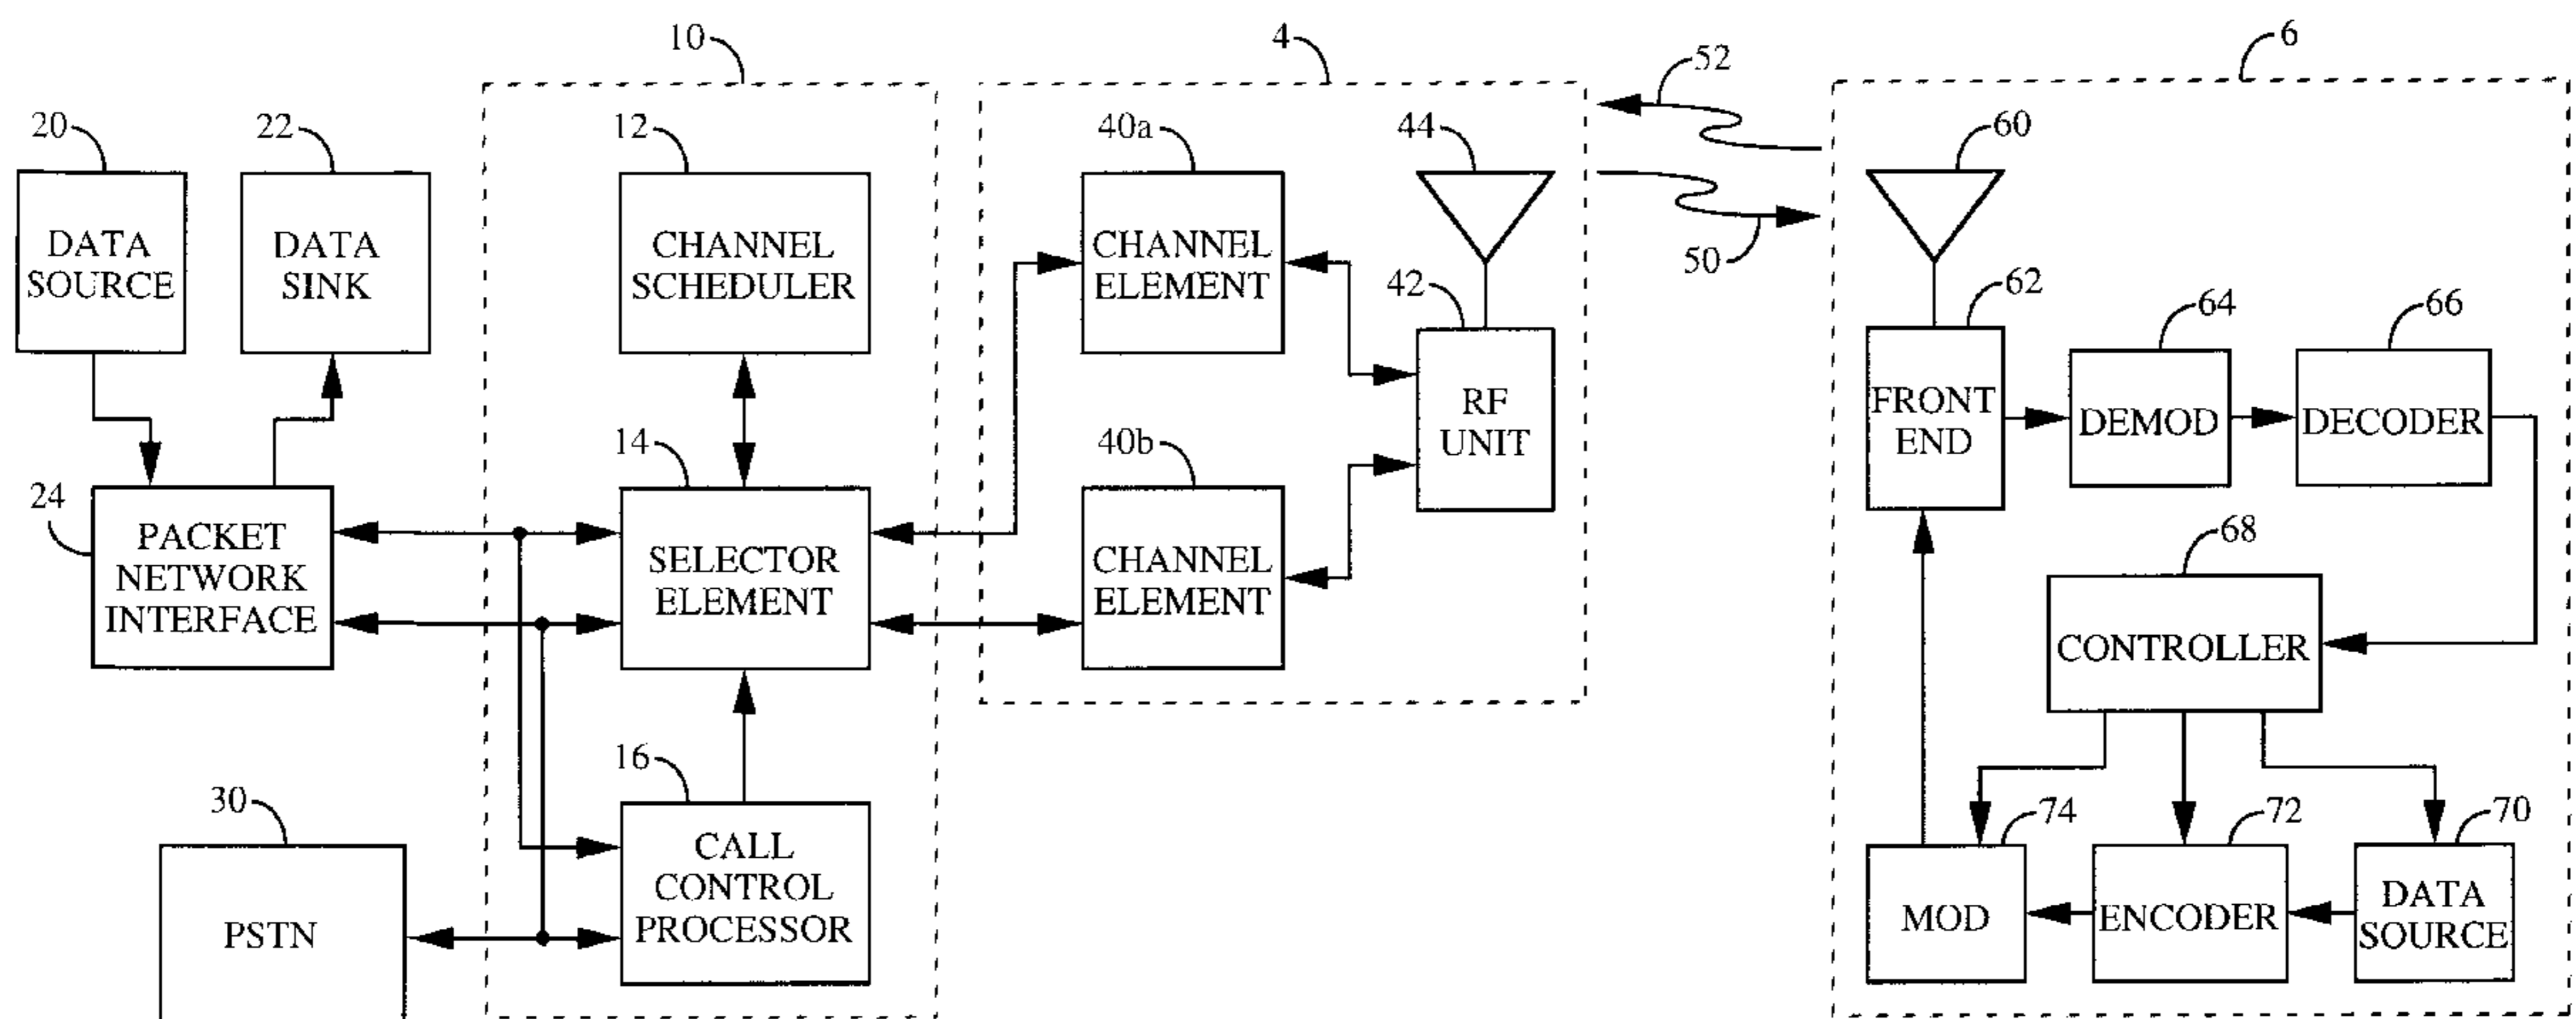 10
4
6
52
20
22
12
40a
44
60
DATA
SOURCE
DATA
SINK
CHANNEL
SCHEDULER
CHANNEL
ELEMENT
50
42
62
64
66
RF
UNIT
FRONT
END
DEMOD
DECODER
24
14
40b
PACKET
NETWORK
INTERFACE
SELECTOR
ELEMENT
CHANNEL
ELEMENT
68
CONTROLLER
30
16
74
72
70
PSTN
CALL
CONTROL
PROCESSOR
MOD
ENCODER
DATA
SOURCE